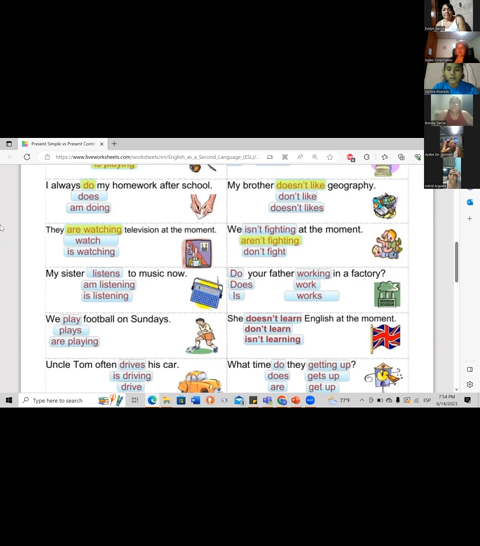 Present Simple vs Present Conti
https://www.liveworksheets.com/worksheets/en/English_as_a_Second_Language_(ESL)/...
is playing
I always do my homework after school.
does
am doing
My brother doesn't like geography.
don't like
doesn't likes
They are watching television at the moment.
watch
is watching
We isn't fighting at the moment.
aren't fighting
don't fight
My sister listens to music now.
am listening
is listening
Do your father working in a factory?
Does work
Is works
We play football on Sundays.
plays
are playing
She doesn't learn English at the moment.
don't learn
isn't learning
Uncle Tom often drives his car.
is driving
drive
What time do they getting up?
does gets up
are get up
Type here to search
77°F
ESP
7:54 PM
6/14/2023